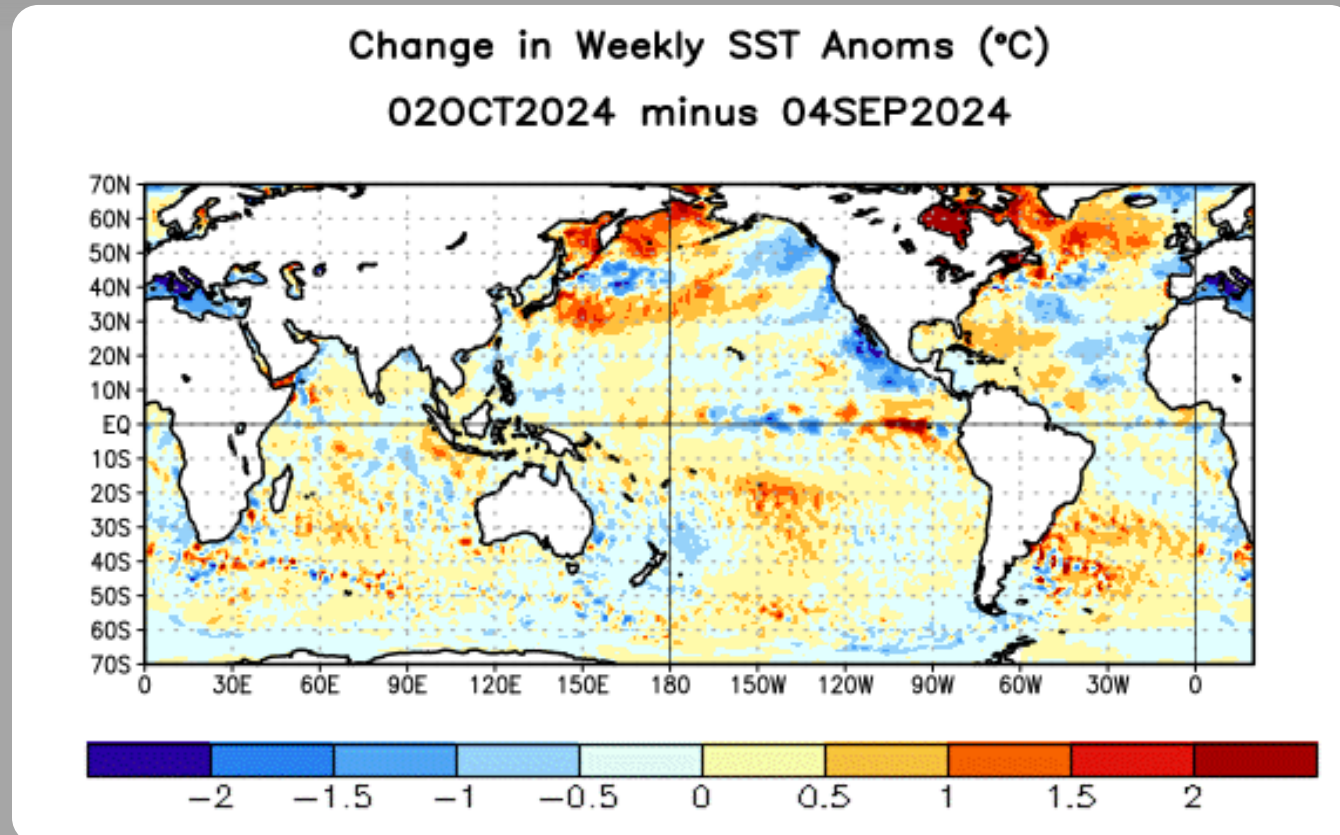 Change in Weekly SST Anoms (°C)
02OCT2024 minus 04SEP2024
70N
60N
50N
40N
30N
20N
10N
EQ
10S
20S
30S
40S
50S
60S
70S
0 30E 60E 90E 120E 150E 180 150W 120W 90W 60W 30W 0
−2 −1.5 −1 −0.5 0 0.5 1 1.5 2